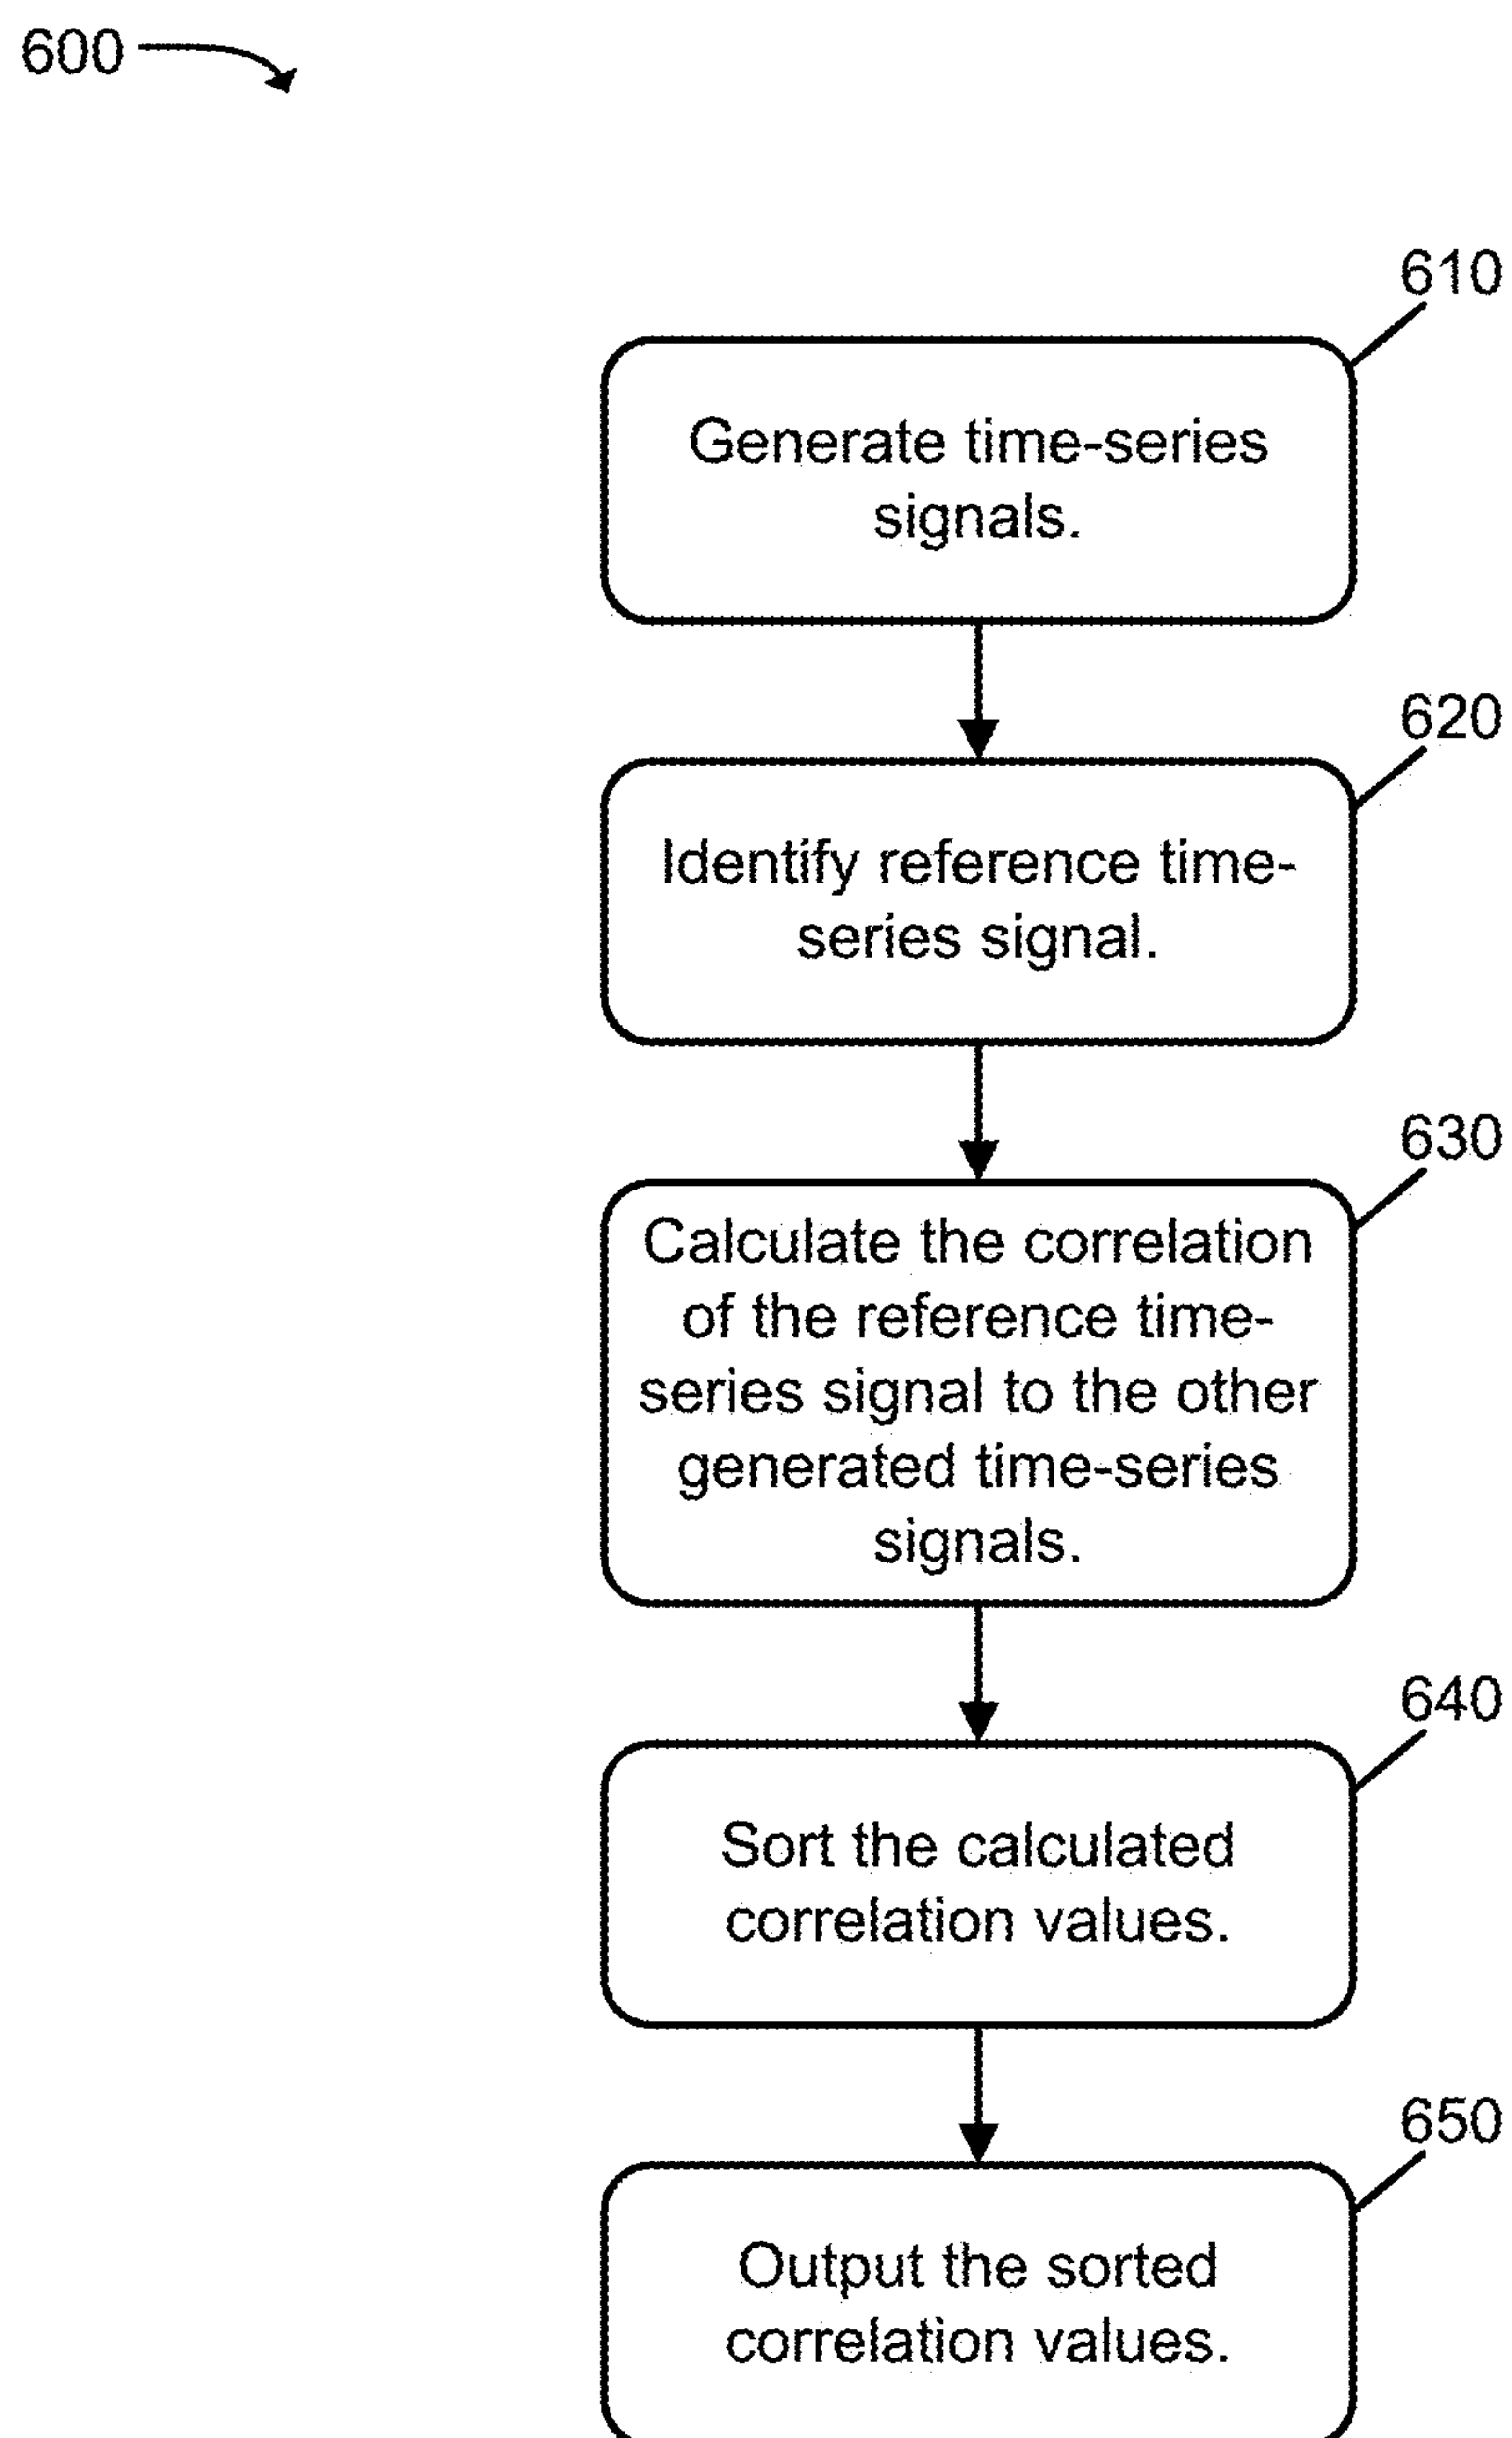 600
610
Generate time-series
signals.
620
Identify reference time-
series signal.
630
Calculate the correlation
of the reference time-
series signal to the other
generated time-series
signals.
640
Sort the calculated
correlation values.
650
Output the sorted
correlation values.